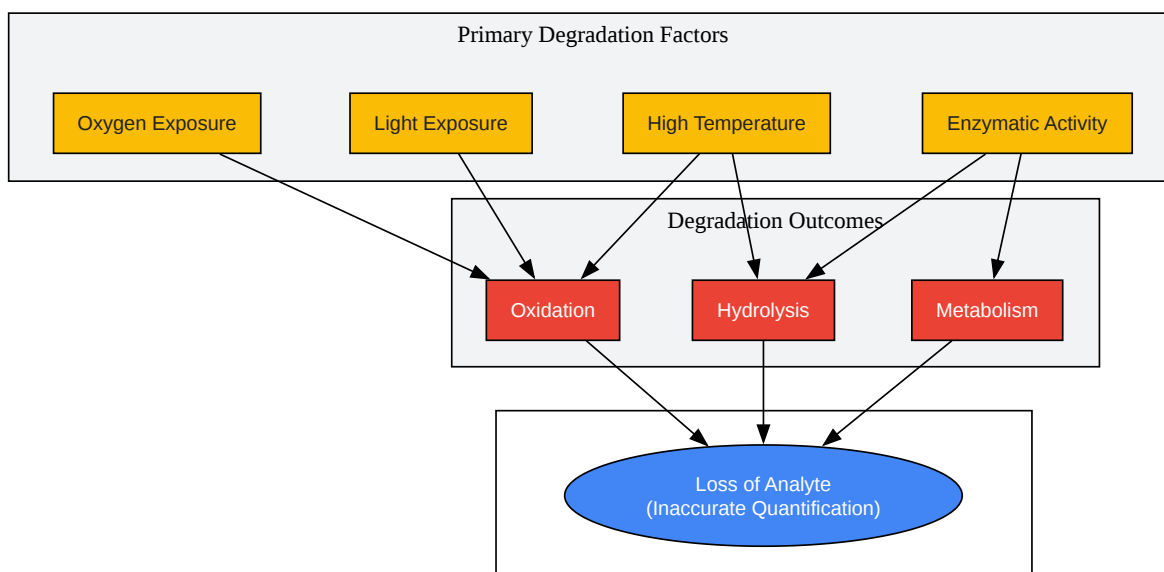 Primary Degradation Factors
Oxygen Exposure
Light Exposure
High Temperature
Enzymatic Activity
Degradation Outcomes
Oxidation
Hydrolysis
Metabolism
Loss of Analyte
(Inaccurate Quantification)